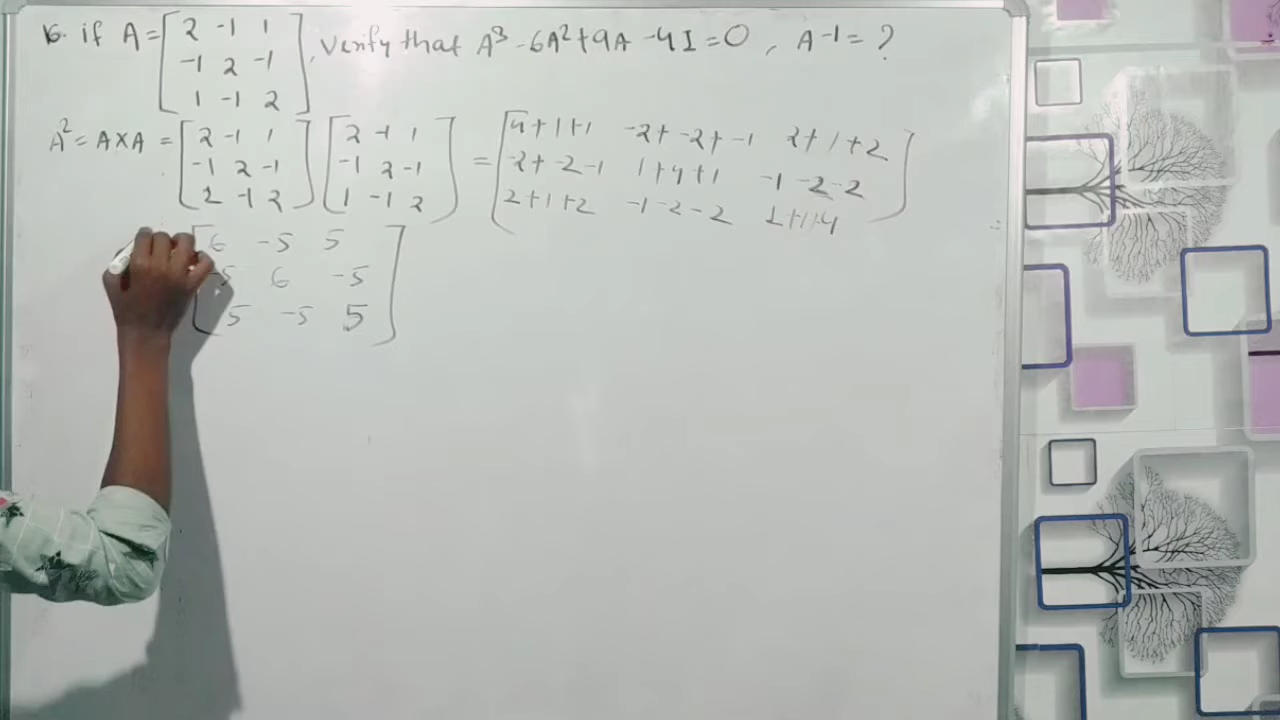 16. if A = [2 -1 1 , verify that A³ - 6A² + 9A - 4I = 0 , A⁻¹ = ?
-1 2 -1
1 -1 2]
A² = A × A = [2 -1 1 [2 -1 1 = [4+1+1 -2+ -2+ -1 2+1+2
-1 2 -1 -1 2 -1 -2+ -2 -1 1+4+1 -1 -2 -2
2 -1 2] 1 -1 2] 2+1+2 -1 -2 -2 1+1+4]
[6 -5 5
-5 6 -5
5 -5 5]